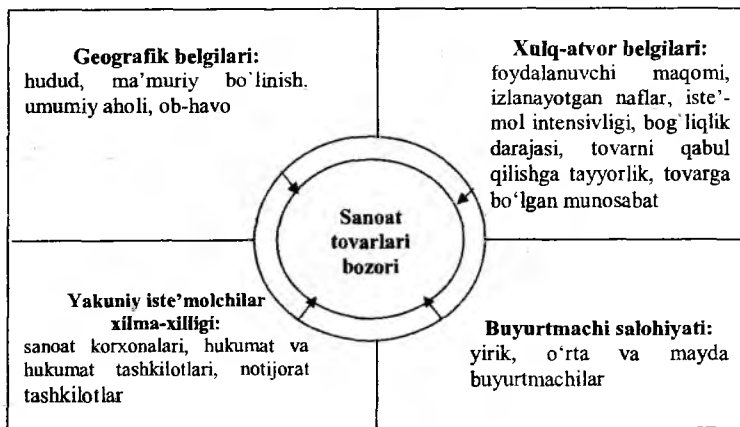 Geografik belgilari:
hudud, ma'muriy bo`linish,
umumiy aholi, ob-havo
Xulq-atvor belgilari:
foydalanuvchi maqomi,
izlanayotgan naflar, iste'-
mol intensivligi, bog`liqlik
darajasi, tovarni qabul
qilishga tayyorlik, tovarga
bo‘lgan munosabat
Sanoat
tovarlari
bozori
Yakuniy iste’molchilar
xilma-xilligi:
sanoat korxonalari, hukumat va
hukumat tashkilotlari, notijorat
tashkilotlar
Buyurtmachi salohiyati:
yirik, o‘rta va mayda
buyurtmachilar